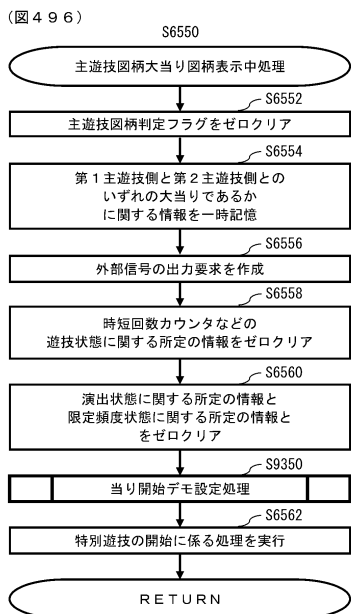 (図496)
S6550
主遊技図柄大当り図柄表示中処理
S6552
主遊技図柄判定フラグをゼロクリア
S6554
第1主遊技側と第2主遊技側との
いずれの大当りであるか
に関する情報を一時記憶
S6556
外部信号の出力要求を作成
S6558
時短回数カウンタなどの
遊技状態に関する所定の情報をゼロクリア
S6560
演出状態に関する所定の情報と
限定頻度状態に関する所定の情報と
をゼロクリア
S9350
当り開始デモ設定処理
S6562
特別遊技の開始に係る処理を実行
RETURN